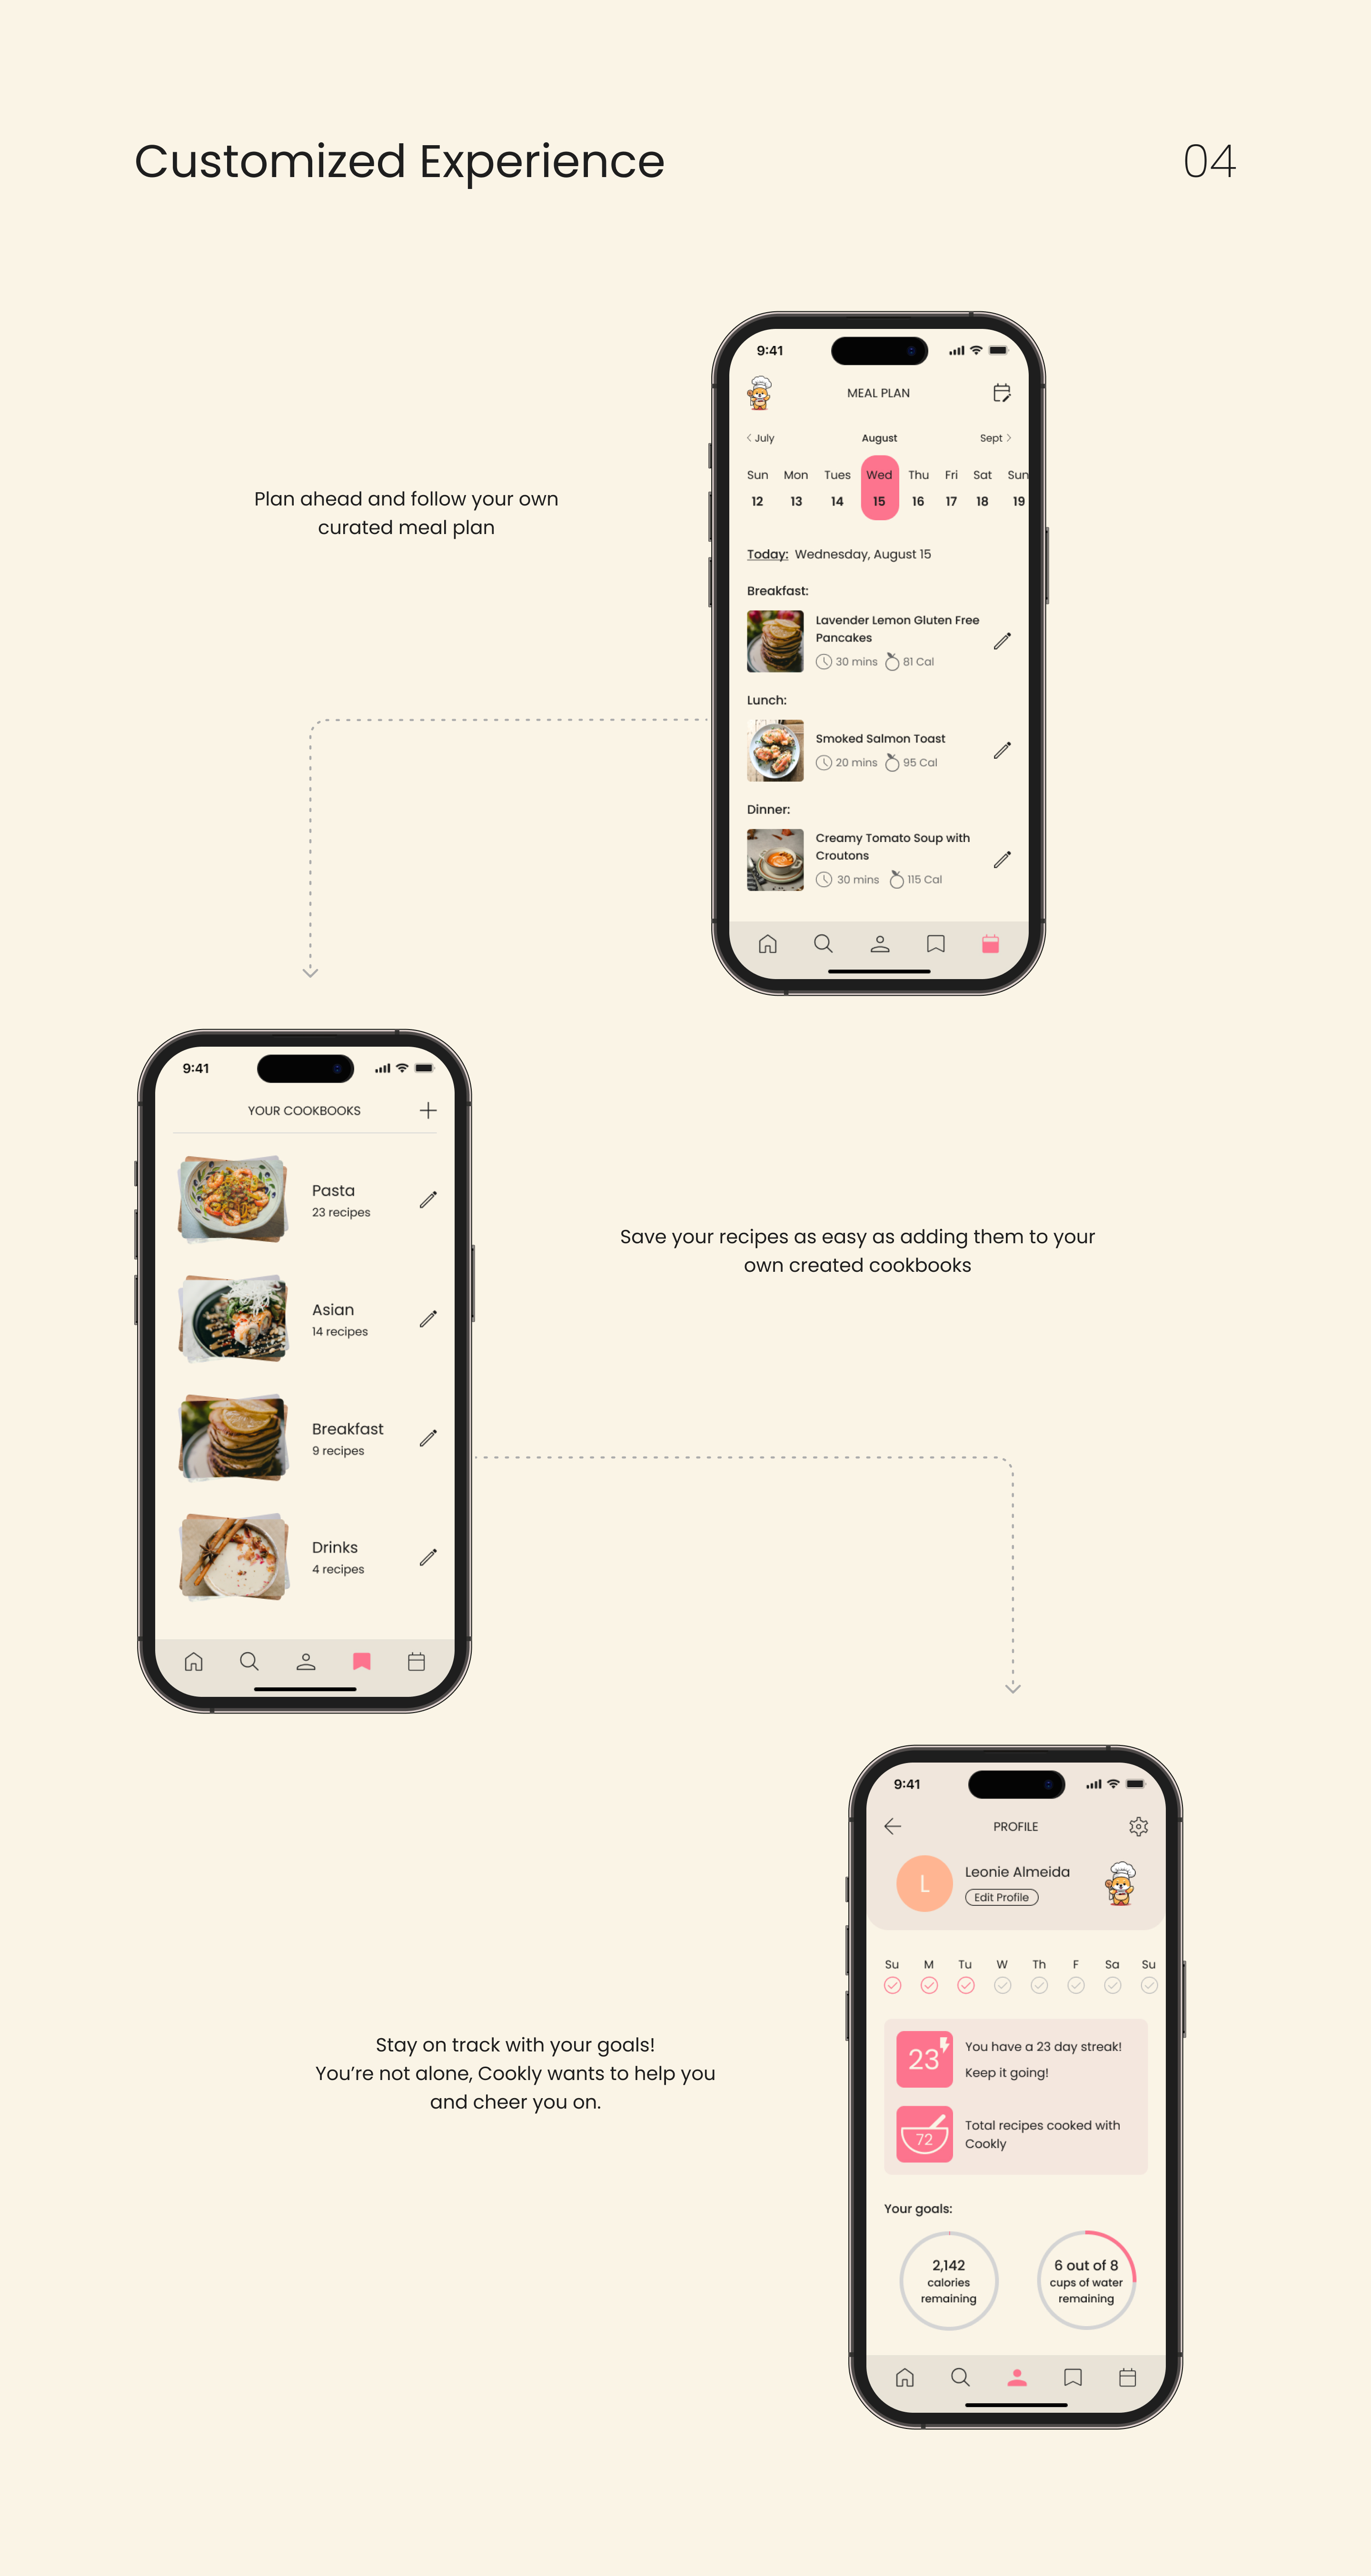 Customized Experience
04
9:41
MEAL PLAN
July August Sept
Sun Mon Tues Wed Thu Fri Sat Sun
12 13 14 15 16 17 18 19
Today: Wednesday, August 15
Breakfast:
Lavender Lemon Gluten Free
Pancakes
30 mins 81 Cal
Lunch:
Smoked Salmon Toast
20 mins 95 Cal
Dinner:
Creamy Tomato Soup with
Croutons
30 mins 115 Cal
Plan ahead and follow your own
curated meal plan
9:41
YOUR COOKBOOKS
Pasta
23 recipes
Asian
14 recipes
Breakfast
9 recipes
Drinks
4 recipes
Save your recipes as easy as adding them to your
own created cookbooks
9:41
PROFILE
L
Leonie Almeida
Edit Profile
Su M Tu W Th F Sa Su
23
You have a 23 day streak!
Keep it going!
72
Total recipes cooked with
Cookly
Your goals:
2,142
calories
remaining
6 out of 8
cups of water
remaining
Stay on track with your goals!
You’re not alone, Cookly wants to help you
and cheer you on.